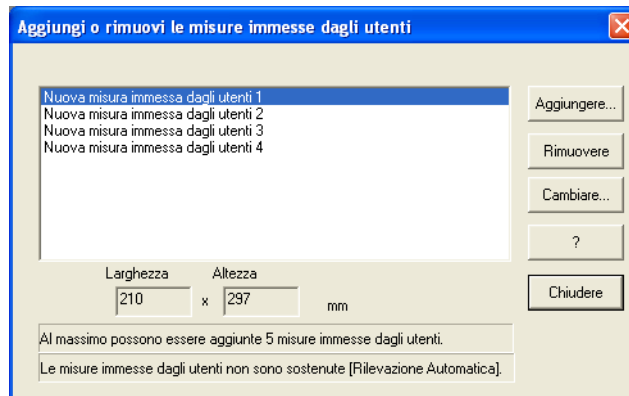 Aggiungi o rimuovi le misure immesse dagli utenti
Nuova misura immessa dagli utenti 1
Nuova misura immessa dagli utenti 2
Nuova misura immessa dagli utenti 3
Nuova misura immessa dagli utenti 4
Aggiungere...
Rimuovere
Cambiare...
?
Chiudere
Larghezza Altezza
210 x 297 mm
Al massimo possono essere aggiunte 5 misure immesse dagli utenti.
Le misure immesse dagli utenti non sono sostenute [Rilevazione Automatica].